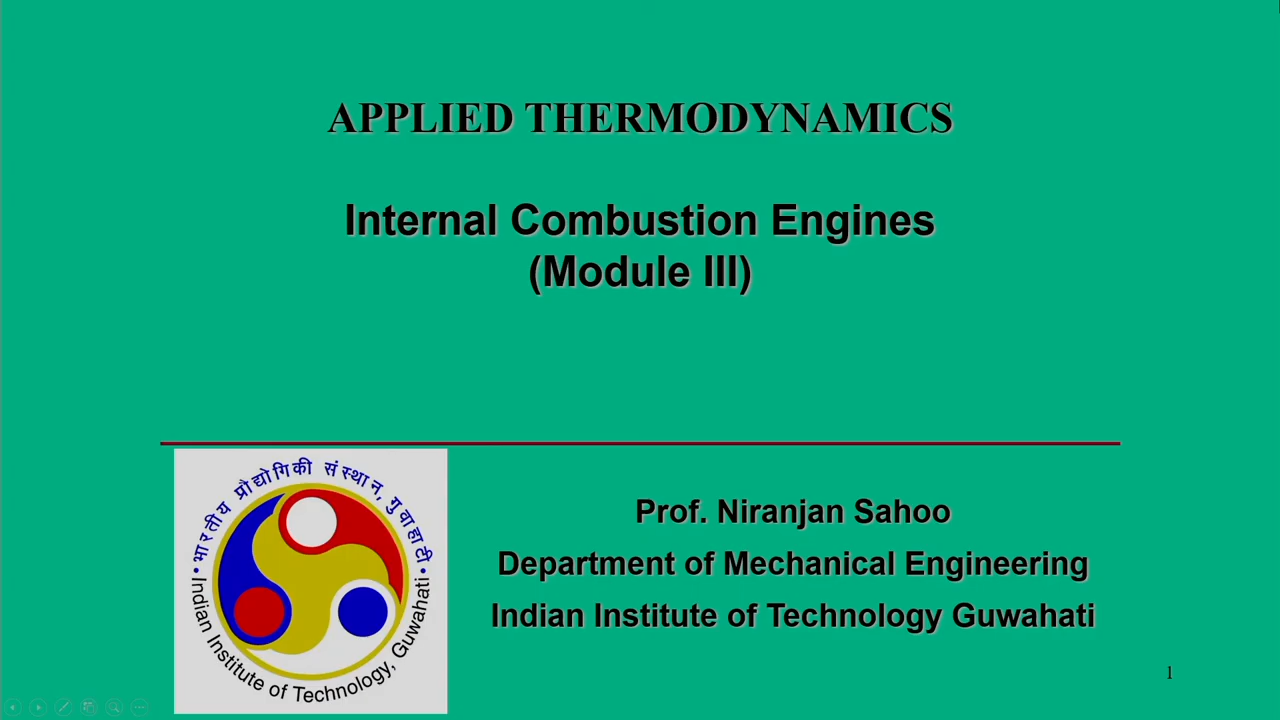 APPLIED THERMODYNAMICS
Internal Combustion Engines
(Module III)
भारतीय प्रौद्योगिकी संस्थान, गुवाहाटी
Indian Institute of Technology, Guwahati
Prof. Niranjan Sahoo
Department of Mechanical Engineering
Indian Institute of Technology Guwahati
1